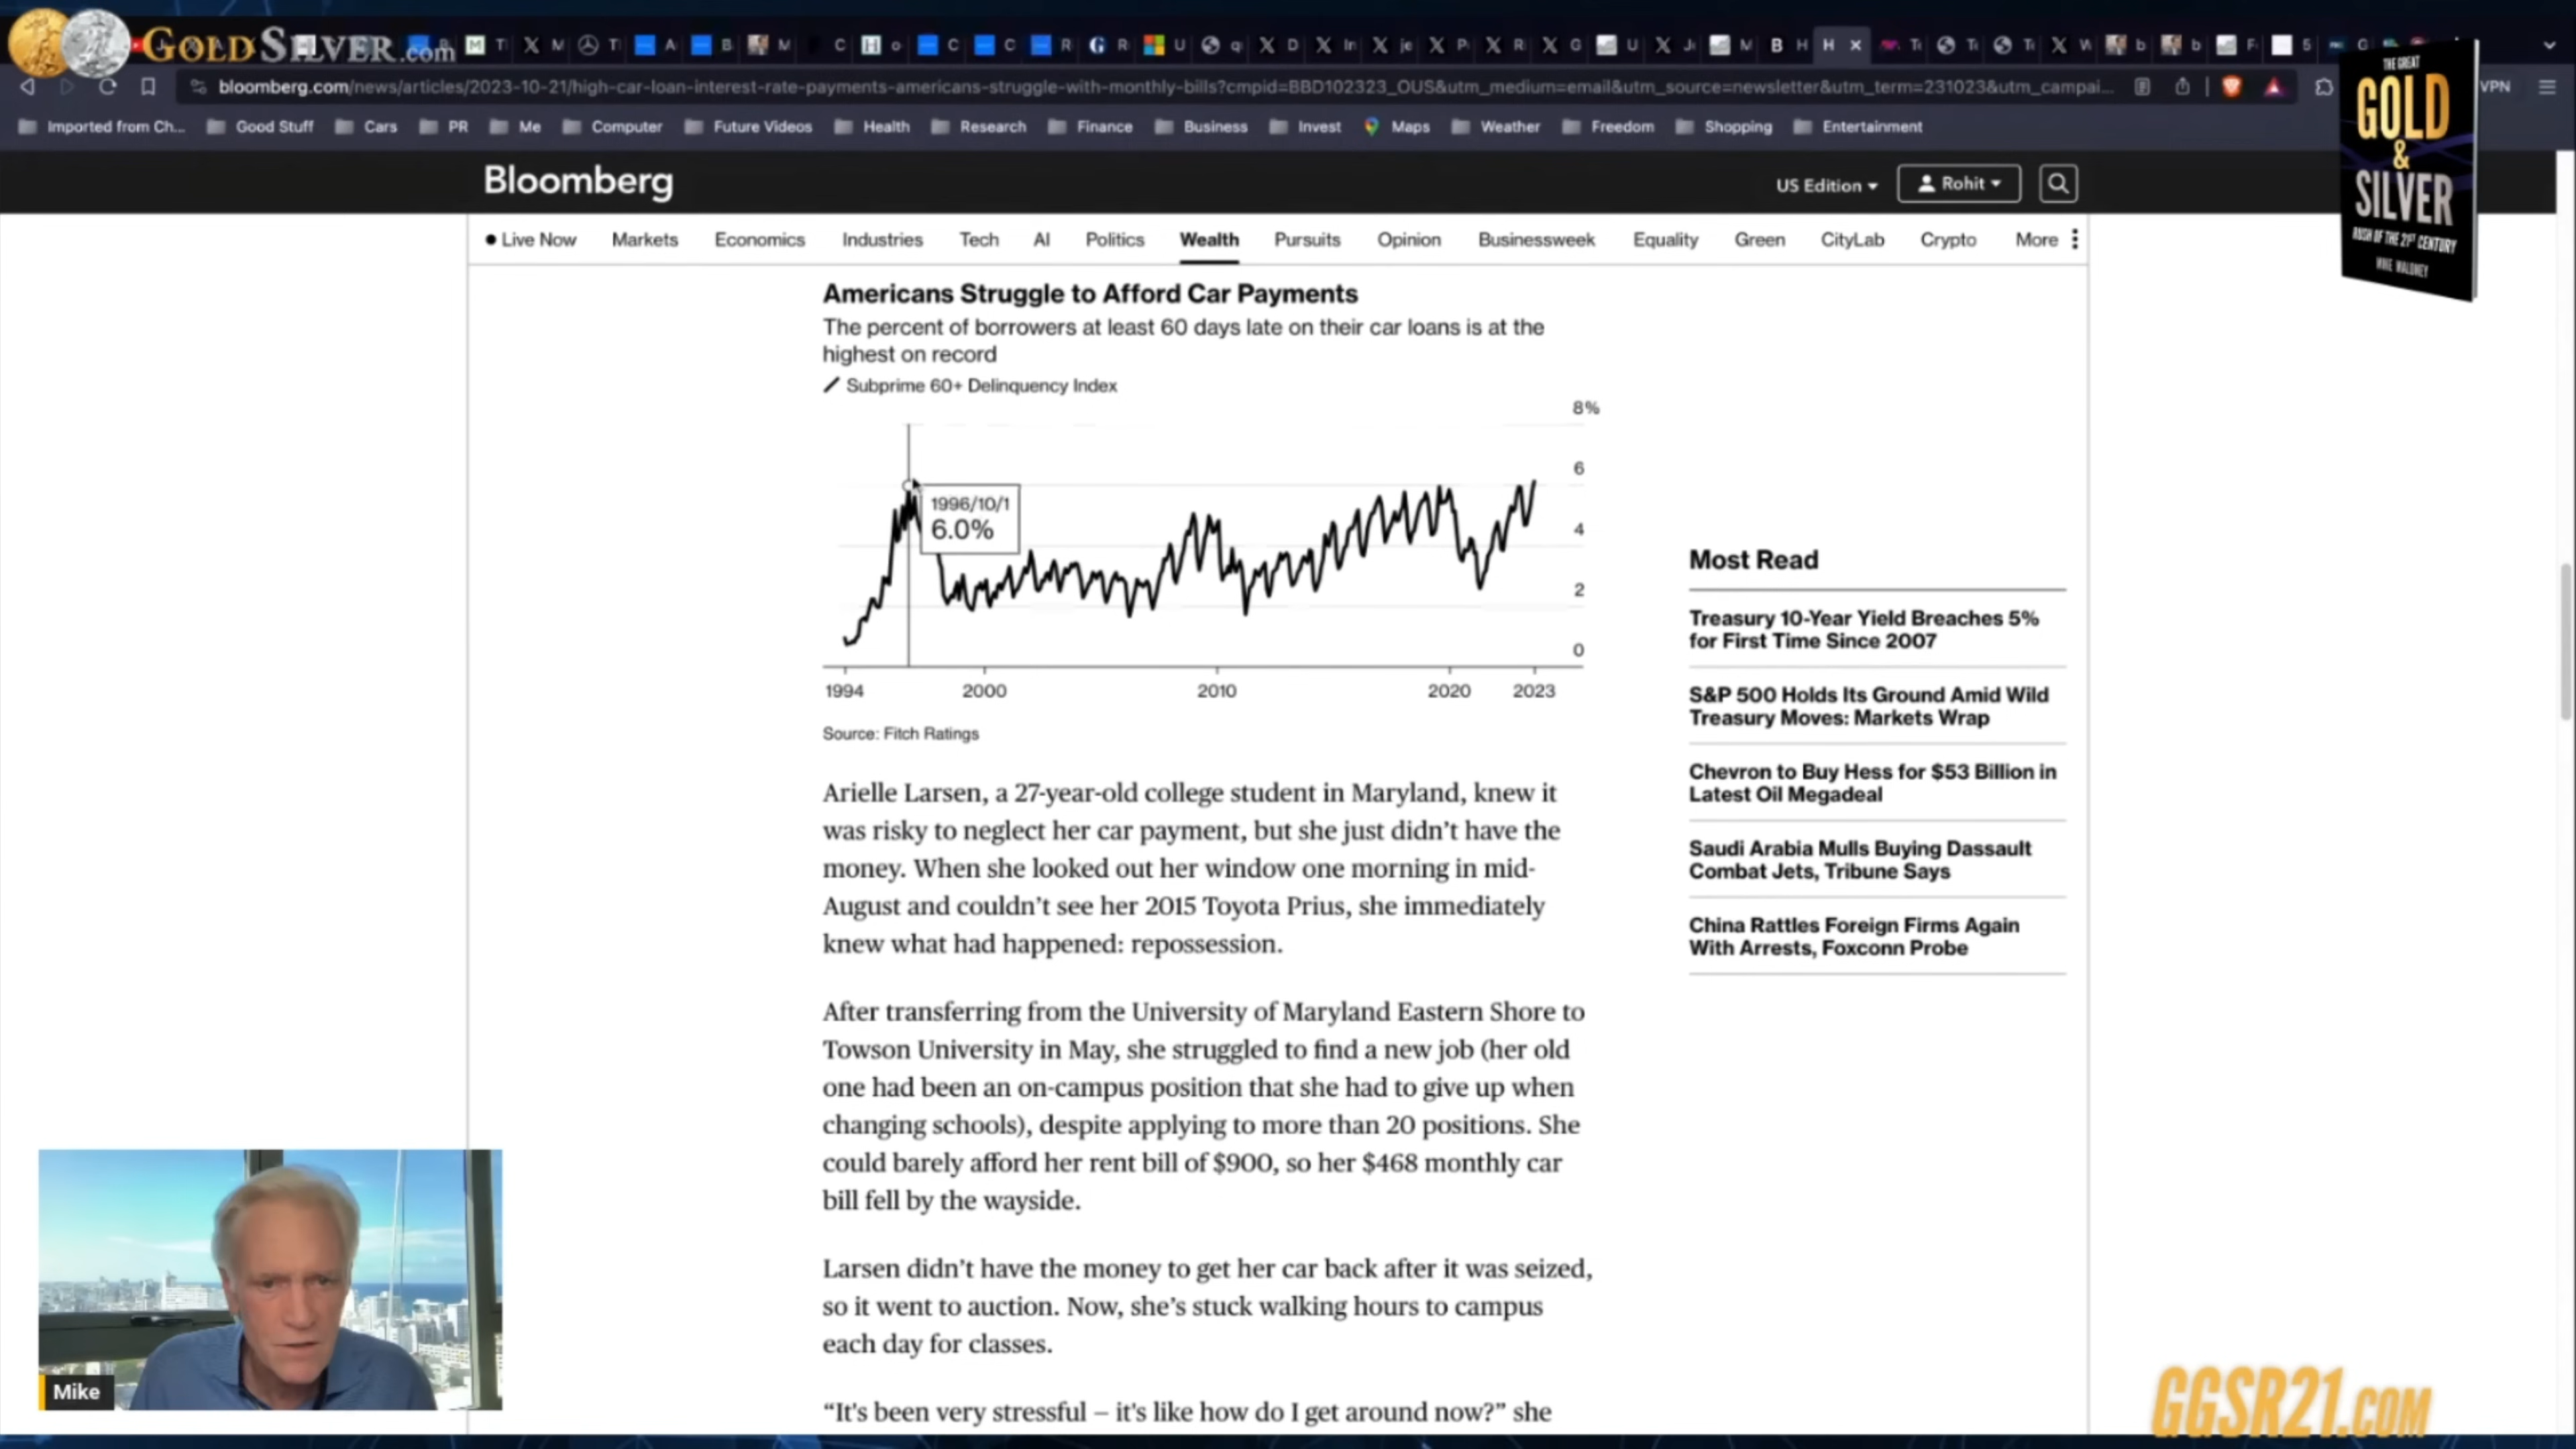 GOLDSILVER.com
bloomberg.com/news/articles/2023-10-21/high-car-loan-interest-rate-payments-americans-struggle-with-monthly-bills?cmpid=BBD102323_OUS&utm_medium=email&utm_source=newsletter&utm_term=231023&utm_campai...
VPN
Imported from Ch...
Good Stuff
Cars
PR
Me
Computer
Future Videos
Health
Research
Finance
Business
Invest
Maps
Weather
Freedom
Shopping
Entertainment
THE GREAT
GOLD
&
SILVER
RUSH OF THE 21ST CENTURY
MIKE MALONEY
Bloomberg
US Edition
Rohit
Live Now
Markets
Economics
Industries
Tech
AI
Politics
Wealth
Pursuits
Opinion
Businessweek
Equality
Green
CityLab
Crypto
More
Americans Struggle to Afford Car Payments
The percent of borrowers at least 60 days late on their car loans is at the
highest on record
Subprime 60+ Delinquency Index
8%
6
4
2
0
1996/10/1
6.0%
1994
2000
2010
2020
2023
Source: Fitch Ratings
Arielle Larsen, a 27-year-old college student in Maryland, knew it
was risky to neglect her car payment, but she just didn't have the
money. When she looked out her window one morning in mid-
August and couldn't see her 2015 Toyota Prius, she immediately
knew what had happened: repossession.
After transferring from the University of Maryland Eastern Shore to
Towson University in May, she struggled to find a new job (her old
one had been an on-campus position that she had to give up when
changing schools), despite applying to more than 20 positions. She
could barely afford her rent bill of $900, so her $468 monthly car
bill fell by the wayside.
Larsen didn't have the money to get her car back after it was seized,
so it went to auction. Now, she's stuck walking hours to campus
each day for classes.
“It's been very stressful – it's like how do I get around now?” she
Most Read
Treasury 10-Year Yield Breaches 5%
for First Time Since 2007
S&P 500 Holds Its Ground Amid Wild
Treasury Moves: Markets Wrap
Chevron to Buy Hess for $53 Billion in
Latest Oil Megadeal
Saudi Arabia Mulls Buying Dassault
Combat Jets, Tribune Says
China Rattles Foreign Firms Again
With Arrests, Foxconn Probe
Mike
GGSR21.COM